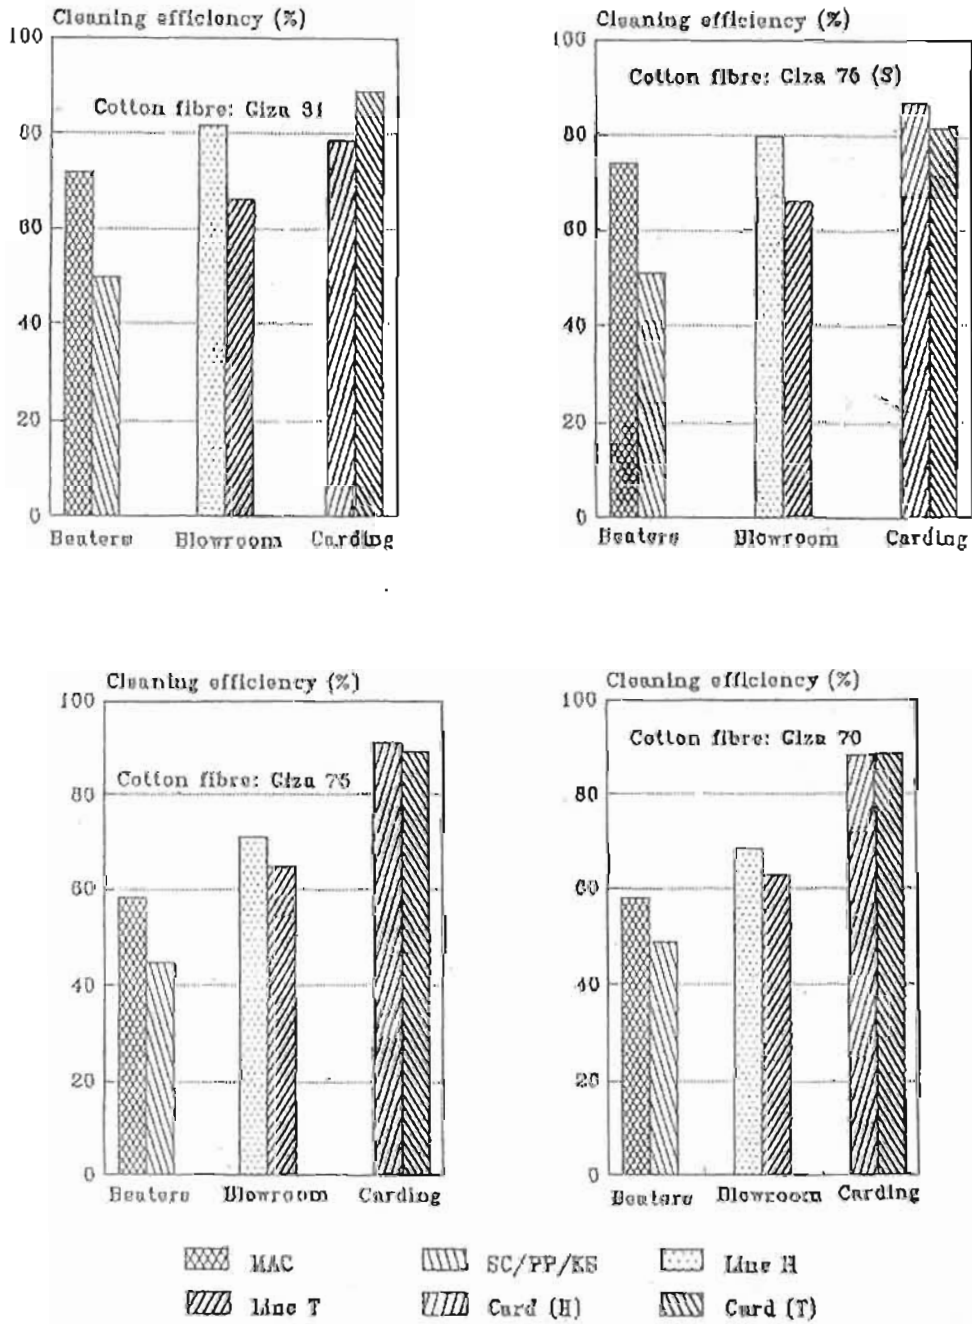 Cleaning efficiency (%)
100
80
60
40
20
0
Cotton fibre: Giza 31
Beaters Blowroom Carding
Cleaning efficiency (%)
100
80
60
40
20
0
Cotton fibre: Giza 76 (S)
Beaters Blowroom Carding
Cleaning efficiency (%)
100
80
60
40
20
0
Cotton fibre: Giza 75
Beaters Blowroom Carding
Cleaning efficiency (%)
100
80
60
40
20
0
Cotton fibre: Giza 70
Beaters Blowroom Carding
MAC SC/PP/KS Line H
Line T Card (H) Card (T)